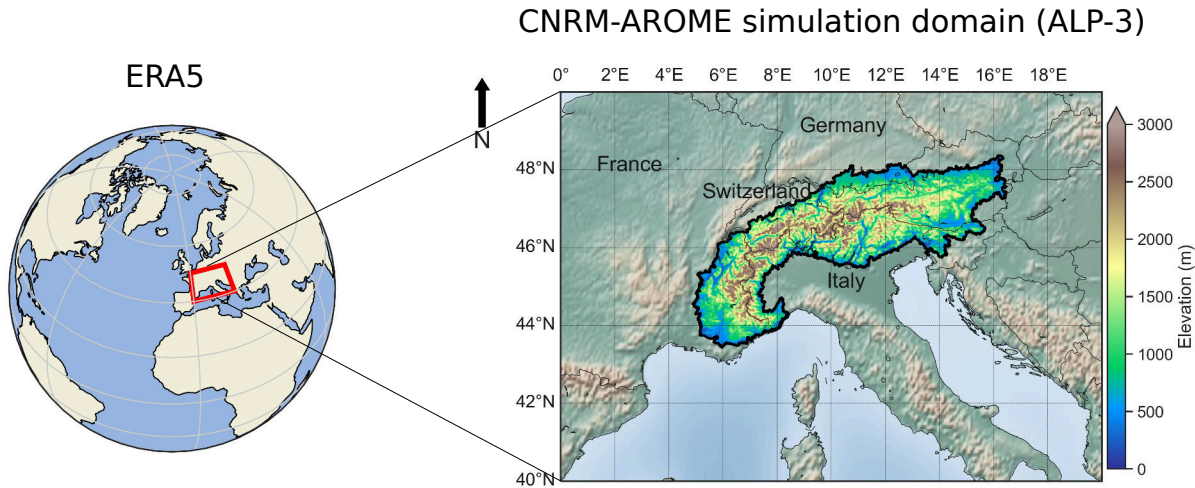 CNRM-AROME simulation domain (ALP-3)
ERA5
N
0° 2°E 4°E 6°E 8°E 10°E 12°E 14°E 16°E 18°E
48°N
46°N
44°N
42°N
40°N
Germany
France
Switzerland
Italy
3000
2500
2000
1500
1000
500
0
Elevation (m)